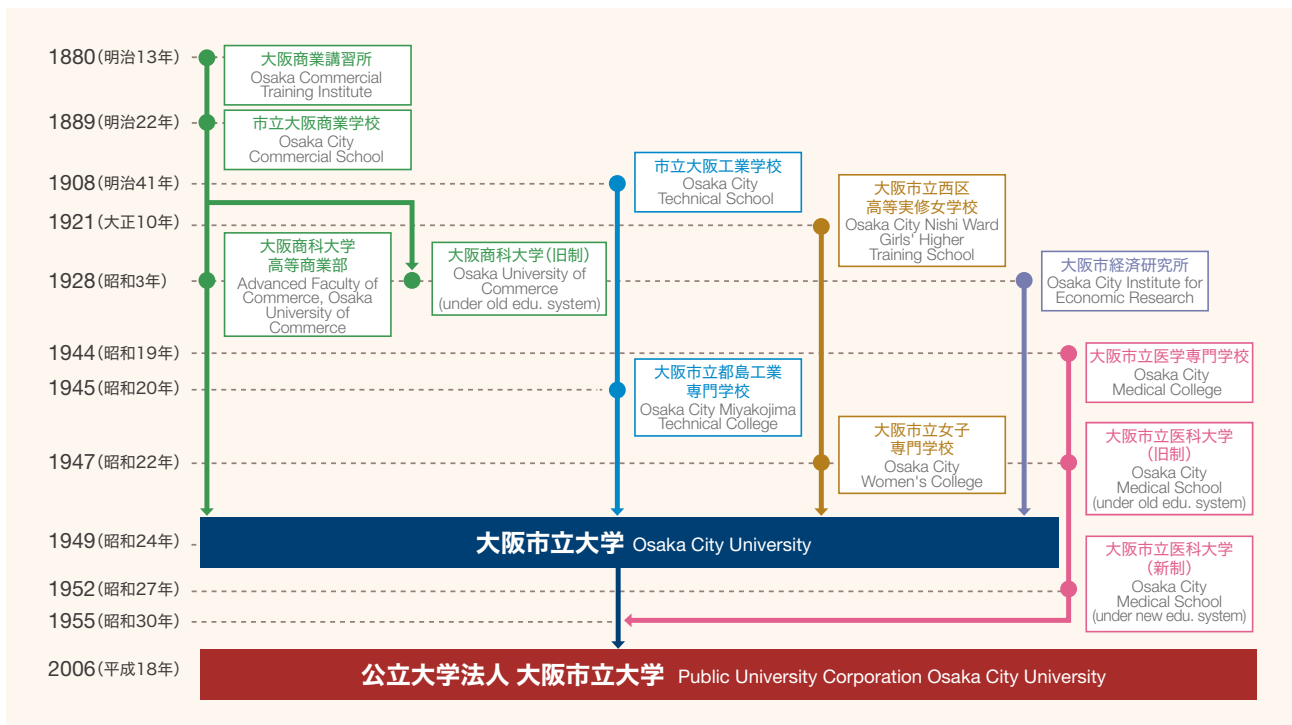 1880(明治13年)
大阪商業講習所
Osaka Commercial
Training Institute
1889(明治22年)
市立大阪商業学校
Osaka City
Commercial School
1908(明治41年)
市立大阪工業学校
Osaka City
Technical School
1921(大正10年)
大阪市立西区
高等実修女学校
Osaka City Nishi Ward
Girls' Higher
Training School
1928(昭和3年)
大阪商科大学
高等商業部
Advanced Faculty of
Commerce, Osaka
University of
Commerce
大阪商科大学(旧制)
Osaka University of
Commerce
(under old edu. system)
大阪市経済研究所
Osaka City Institute for
Economic Research
1944(昭和19年)
大阪市立医学専門学校
Osaka City
Medical College
1945(昭和20年)
大阪市立都島工業
専門学校
Osaka City Miyakojima
Technical College
1947(昭和22年)
大阪市立女子
専門学校
Osaka City
Women's College
大阪市立医科大学
(旧制)
Osaka City
Medical School
(under old edu. system)
1949(昭和24年)
大阪市立大学 Osaka City University
1952(昭和27年)
大阪市立医科大学
(新制)
Osaka City
Medical School
(under new edu. system)
1955(昭和30年)
2006(平成18年)
公立大学法人 大阪市立大学 Public University Corporation Osaka City University